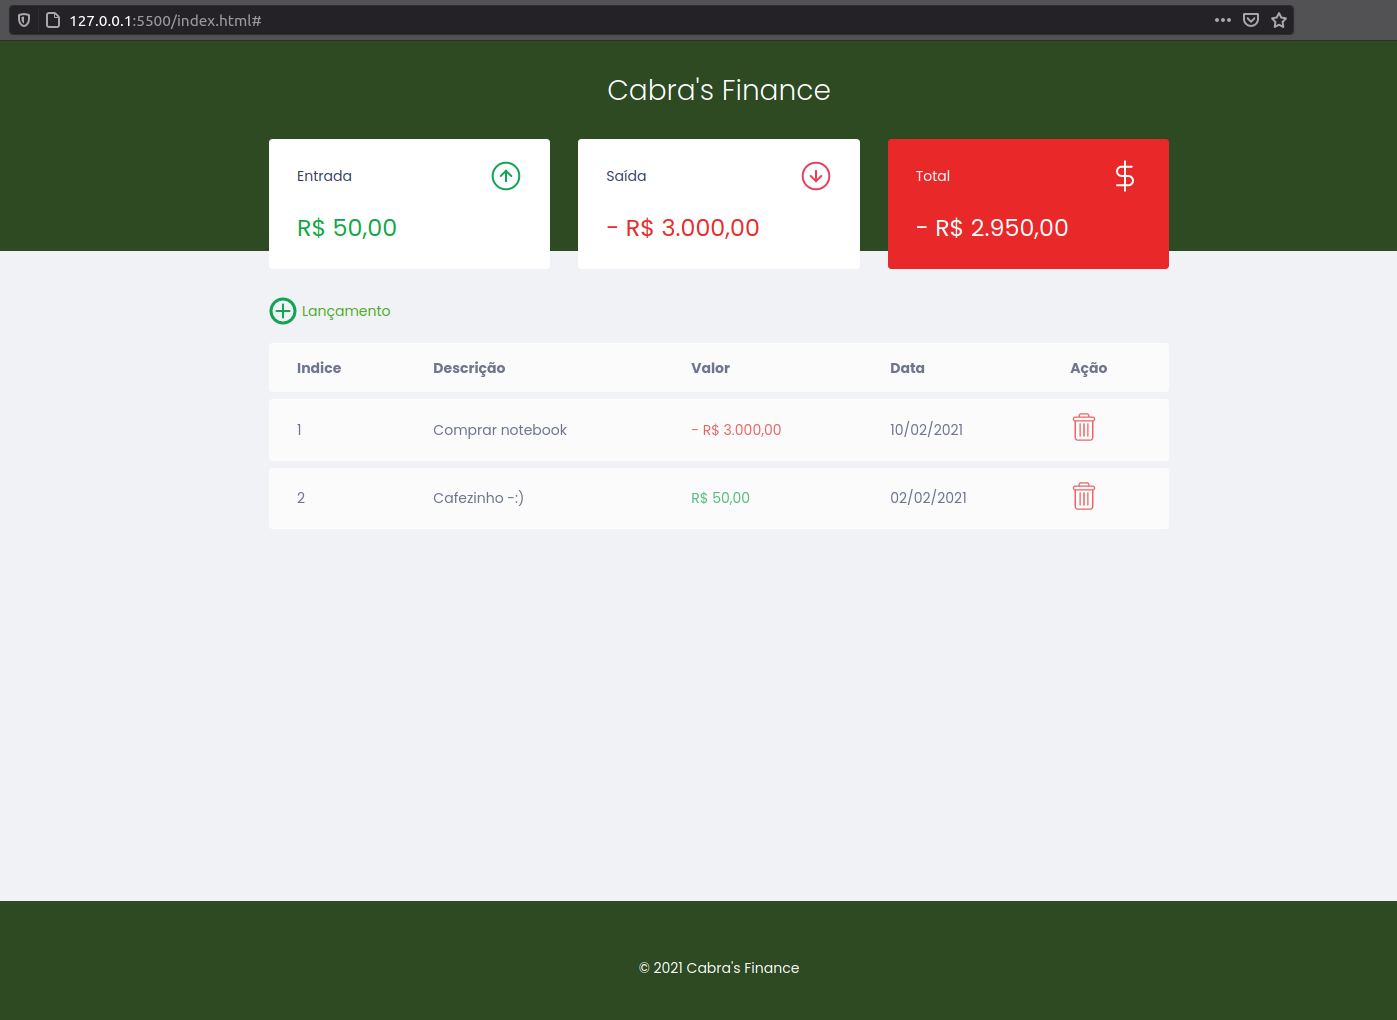 127.0.0.1:5500/index.html#
Cabra's Finance
Entrada
R$ 50,00
Saída
- R$ 3.000,00
Total
$
- R$ 2.950,00
Lançamento
Indice Descrição Valor Data Ação
1 Comprar notebook - R$ 3.000,00 10/02/2021
2 Cafezinho -:) R$ 50,00 02/02/2021
© 2021 Cabra's Finance